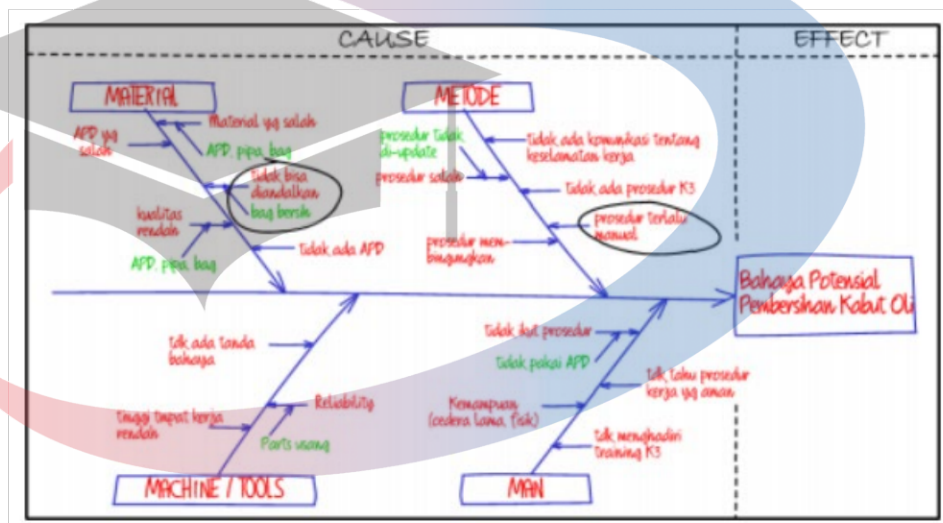 CAUSE
EFFECT
MATERIAL
METODE
Material yg salah
APD yg
salah
APD, pipa, bag
tidak bisa
diandalkan
bag bersih
kualitas
rendah
APD, pipa, bag
tidak ada APD
prosedur tidak
di-update
tidak ada komunikasi tentang
keselamatan kerja
prosedur salah
tidak ada prosedur K3
prosedur terlalu
manual
prosedur mem-
bingungkan
Bahaya Potensial
Pembersihan Kabut Oli
tdk ada tanda
bahaya
Reliability
tinggi tmpat kerja
rendah
Parts usang
tidak ikut prosedur
tidak pakai APD
tdk tahu prosedur
kerja yg aman
Kemampuan
(cedera lama, fisik)
tdk menghadiri
training K3
MACHINE / TOOLS
MAN